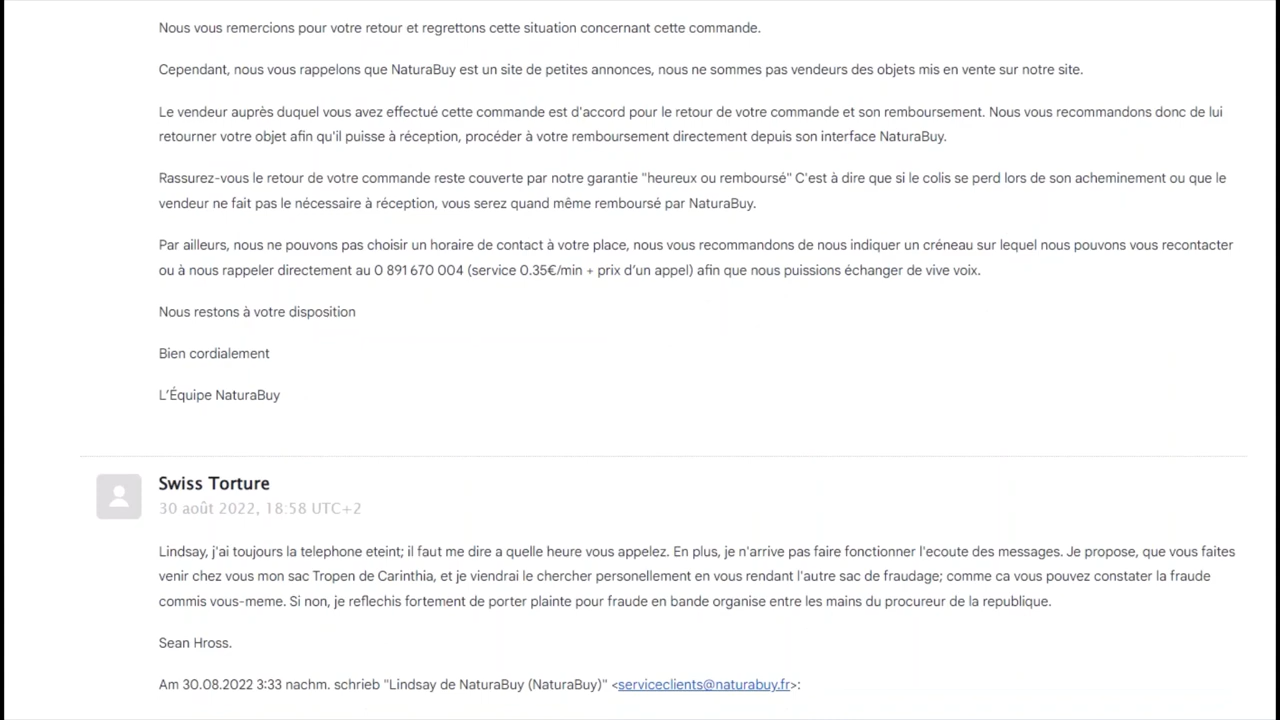 Nous vous remercions pour votre retour et regrettons cette situation concernant cette commande.
Cependant, nous vous rappelons que NaturaBuy est un site de petites annonces, nous ne sommes pas vendeurs des objets mis en vente sur notre site.
Le vendeur auprès duquel vous avez effectué cette commande est d'accord pour le retour de votre commande et son remboursement. Nous vous recommandons donc de lui
retourner votre objet afin qu'il puisse à réception, procéder à votre remboursement directement depuis son interface NaturaBuy.
Rassurez-vous le retour de votre commande reste couverte par notre garantie "heureux ou remboursé" C'est à dire que si le colis se perd lors de son acheminement ou que le
vendeur ne fait pas le nécessaire à réception, vous serez quand même remboursé par NaturaBuy.
Par ailleurs, nous ne pouvons pas choisir un horaire de contact à votre place, nous vous recommandons de nous indiquer un créneau sur lequel nous pouvons vous recontacter
ou à nous rappeler directement au 0 891 670 004 (service 0.35€/min + prix d'un appel) afin que nous puissions échanger de vive voix.
Nous restons à votre disposition
Bien cordialement
L'Équipe NaturaBuy
Swiss Torture
30 août 2022, 18:58 UTC+2
Lindsay, j'ai toujours la telephone eteint; il faut me dire a quelle heure vous appelez. En plus, je n'arrive pas faire fonctionner l'ecoute des messages. Je propose, que vous faites
venir chez vous mon sac Tropen de Carinthia, et je viendrai le chercher personellement en vous rendant l'autre sac de fraudage; comme ca vous pouvez constater la fraude
commis vous-meme. Si non, je reflechis fortement de porter plainte pour fraude en bande organise entre les mains du procureur de la republique.
Sean Hross.
Am 30.08.2022 3:33 nachm. schrieb "Lindsay de NaturaBuy (NaturaBuy)" <serviceclients@naturabuy.fr>: